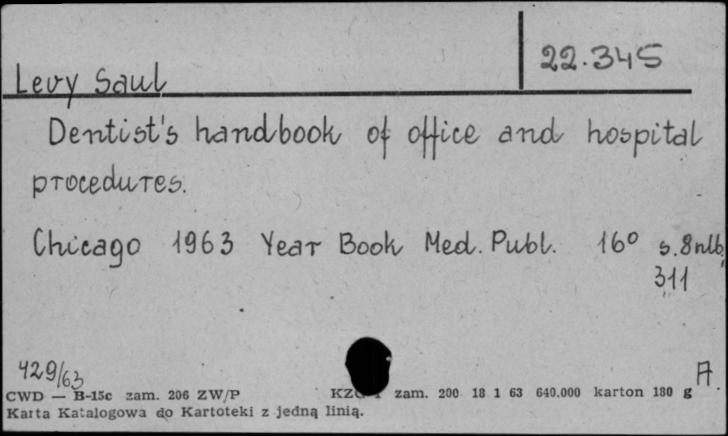 22.345
Levy Saul
Dentist's handbook of office and hospital
procedures.
Chicago 1963 Year Book Med. Publ. 16° s. 8 nlb,
311
429/63
A.
CWD — B-15c zam. 206 ZW/P zam. 200 18 1 63 640.000 karton 180 g
Karta Katalogowa do Kartoteki z jedną linią.